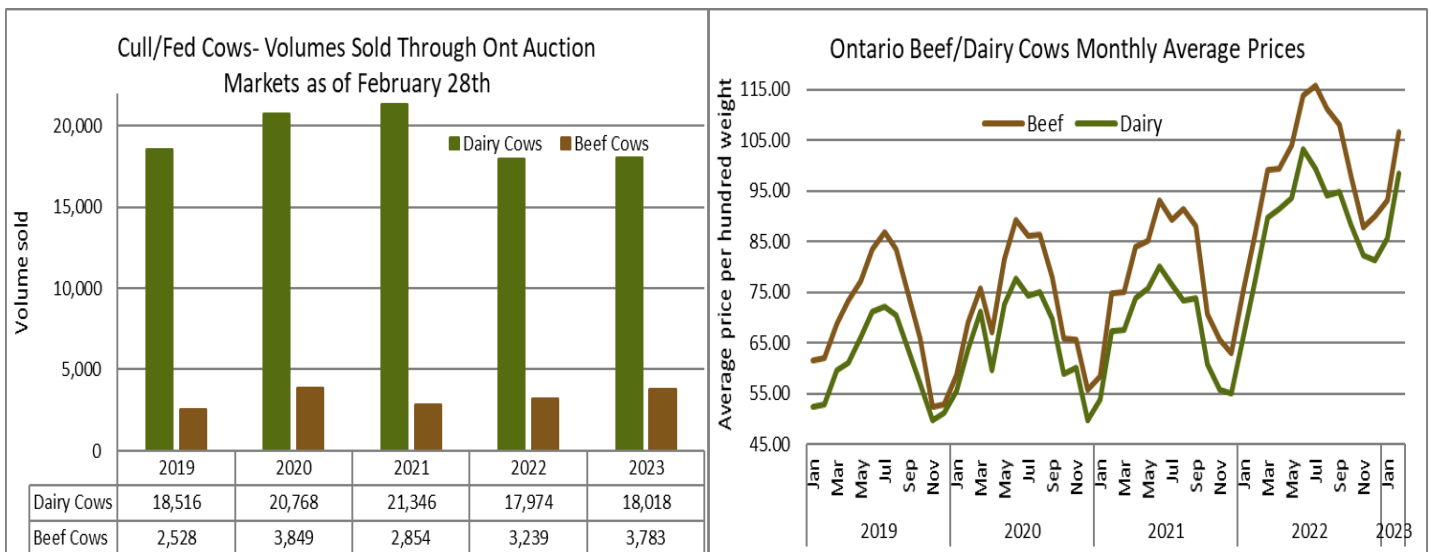 Cull/Fed Cows- Volumes Sold Through Ont Auction
Markets as of February 28th
Volume sold
20,000
15,000
10,000
5,000
0
Dairy Cows Beef Cows
2019 2020 2021 2022 2023
Dairy Cows 18,516 20,768 21,346 17,974 18,018
Beef Cows 2,528 3,849 2,854 3,239 3,783
Ontario Beef/Dairy Cows Monthly Average Prices
Average price per hundred weight
115.00
105.00
95.00
85.00
75.00
65.00
55.00
45.00
Beef Dairy
Jan Mar May Jul Sep Nov Jan Mar May Jul Sep Nov Jan Mar May Jul Sep Nov Jan Mar May Jul Sep Nov Jan
2019 2020 2021 2022 2023